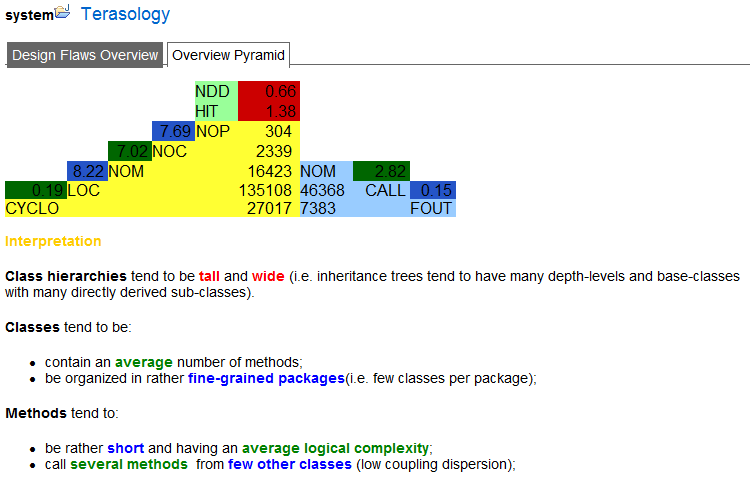 system Terasology
Design Flaws Overview Overview Pyramid
NDD 0.66
HIT 1.38
7.69 NOP 304
7.02 NOC 2339
8.22 NOM 16423 NOM 2.82
0.19 LOC 135108 46368 CALL 0.15
CYCLO 27017 7383 FOUT
Interpretation
Class hierarchies tend to be tall and wide (i.e. inheritance trees tend to have many depth-levels and base-classes
with many directly derived sub-classes).
Classes tend to be:
• contain an average number of methods;
• be organized in rather fine-grained packages(i.e. few classes per package);
Methods tend to:
• be rather short and having an average logical complexity;
• call several methods from few other classes (low coupling dispersion);